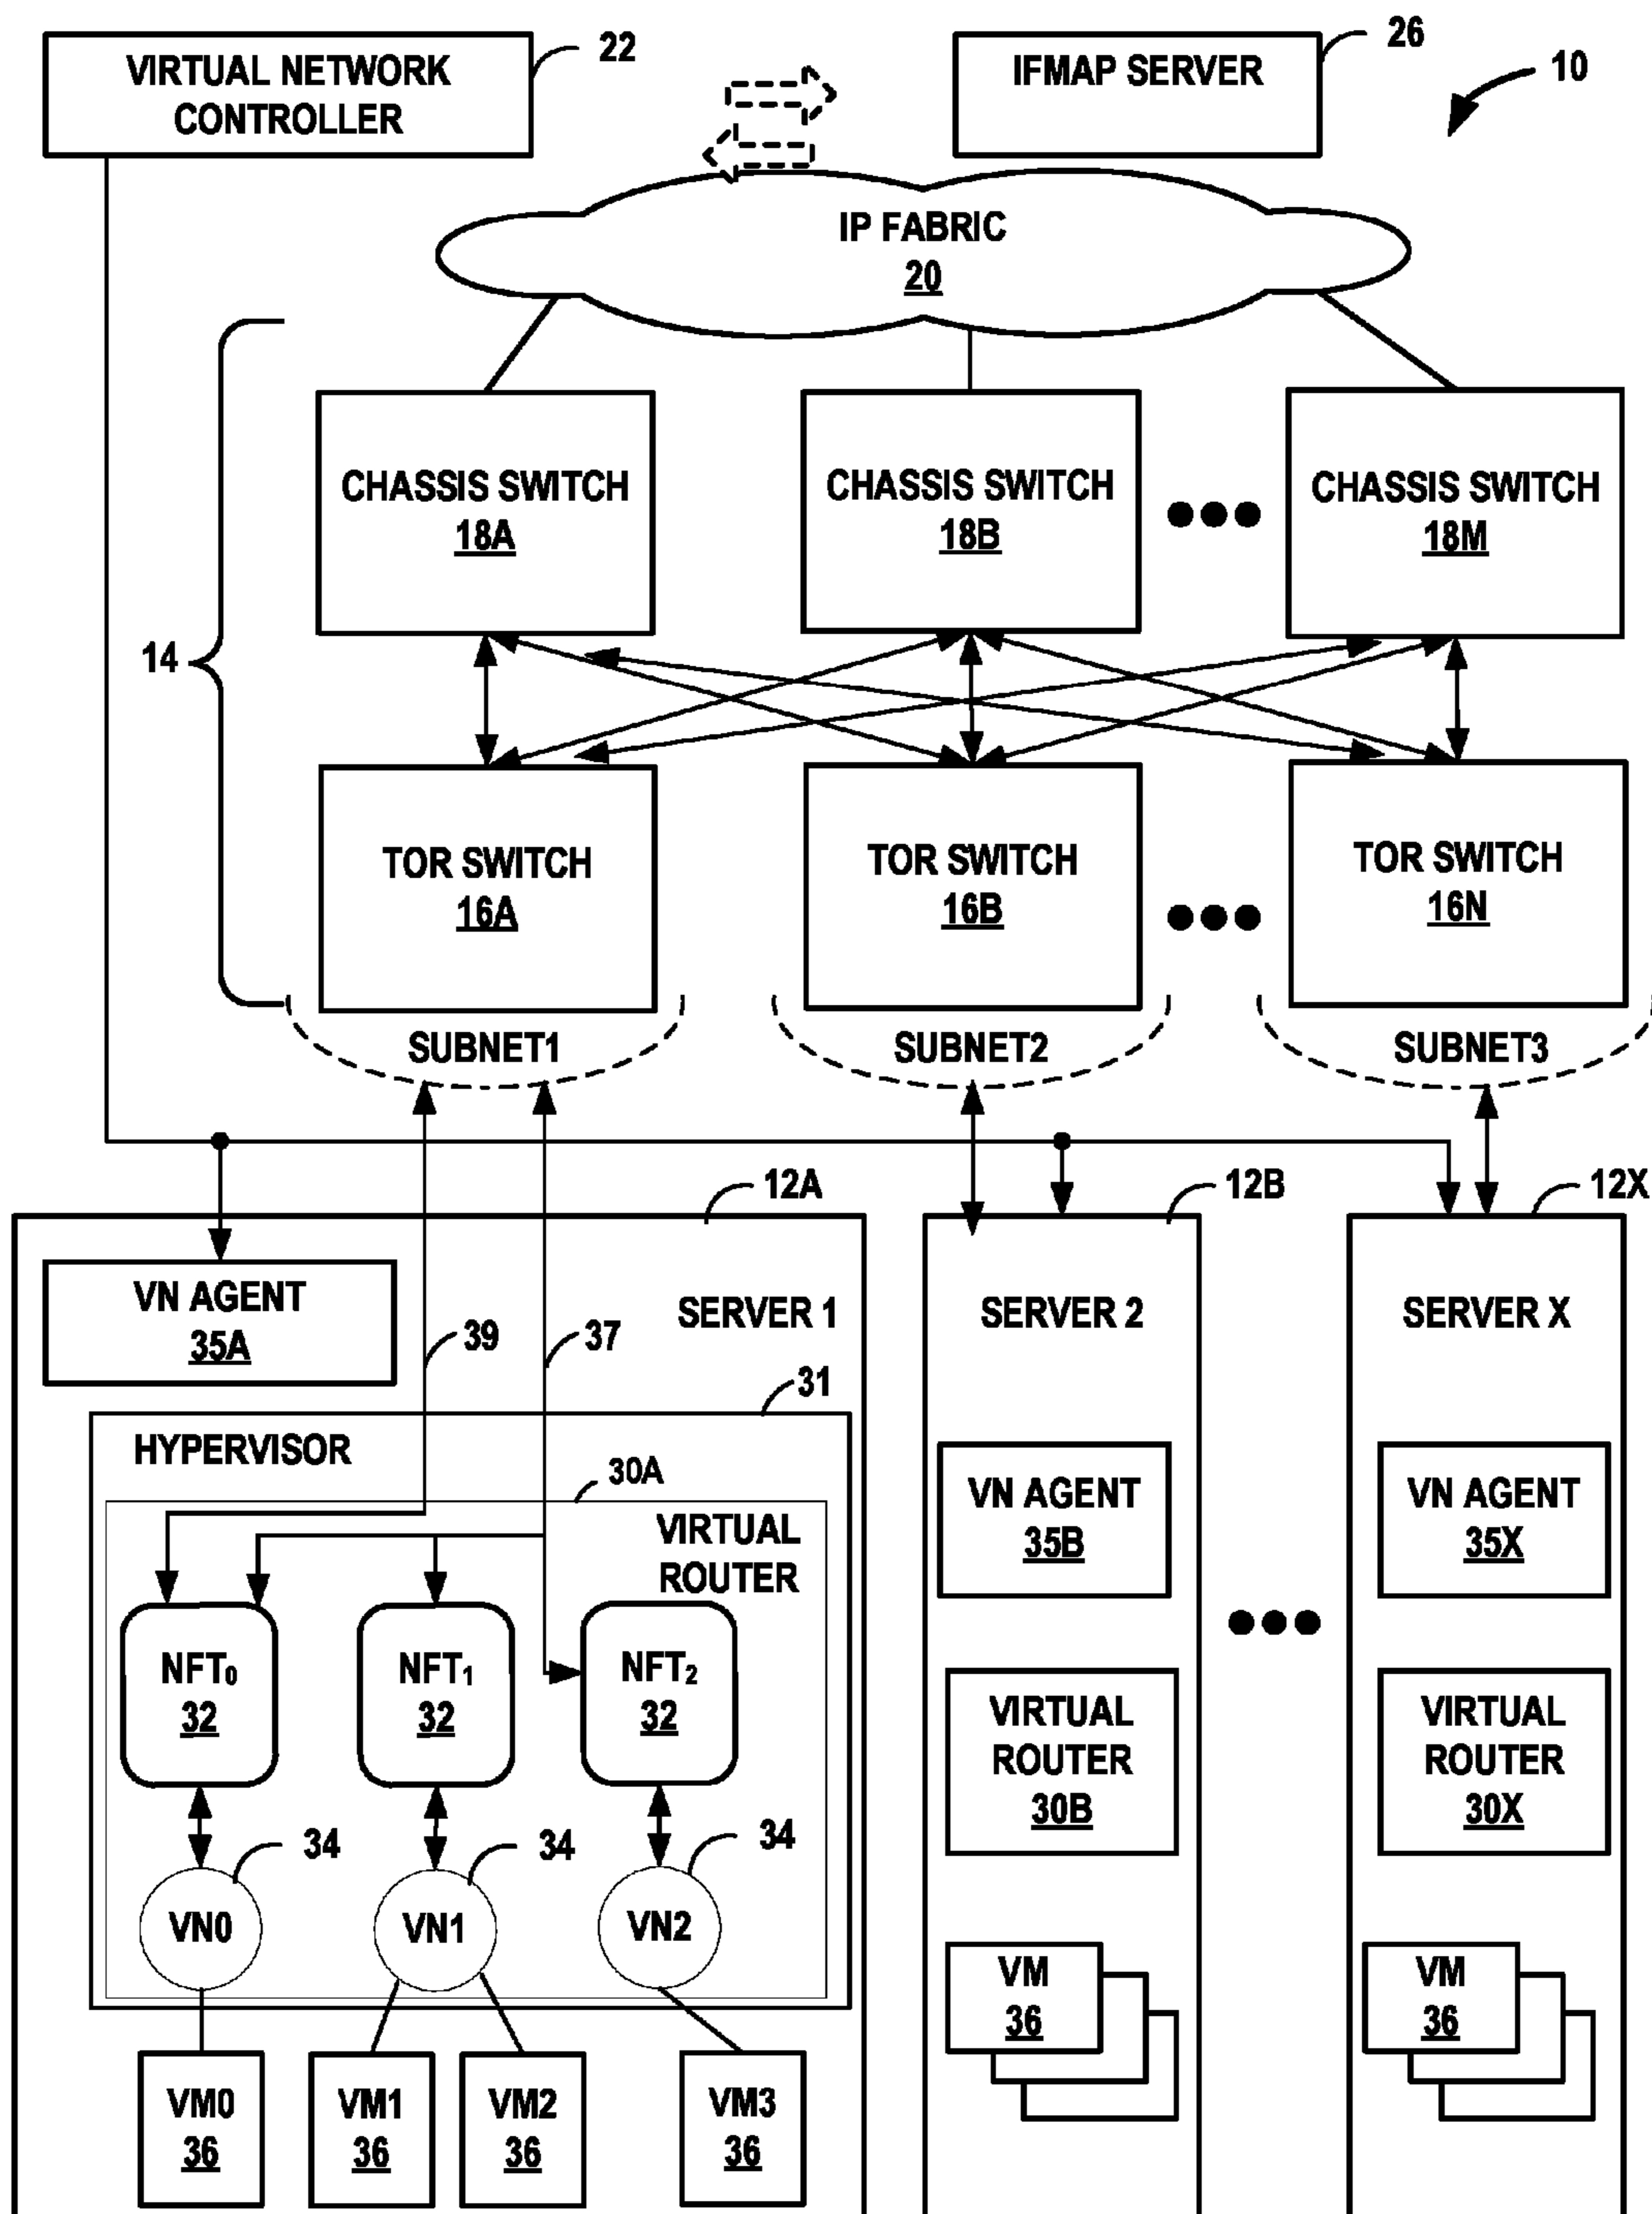 VIRTUAL NETWORK
CONTROLLER
22
IFMAP SERVER
26
10
IP FABRIC
20
14
CHASSIS SWITCH
18A
CHASSIS SWITCH
18B
CHASSIS SWITCH
18M
TOR SWITCH
16A
TOR SWITCH
16B
TOR SWITCH
16N
SUBNET1
SUBNET2
SUBNET3
12A
12B
12X
VN AGENT
35A
SERVER 1
39
37
31
HYPERVISOR
30A
VIRTUAL
ROUTER
NFT₀
32
NFT₁
32
NFT₂
32
34
34
34
VN0
VN1
VN2
VM0
36
VM1
36
VM2
36
VM3
36
SERVER 2
VN AGENT
35B
VIRTUAL
ROUTER
30B
VM
36
SERVER X
VN AGENT
35X
VIRTUAL
ROUTER
30X
VM
36